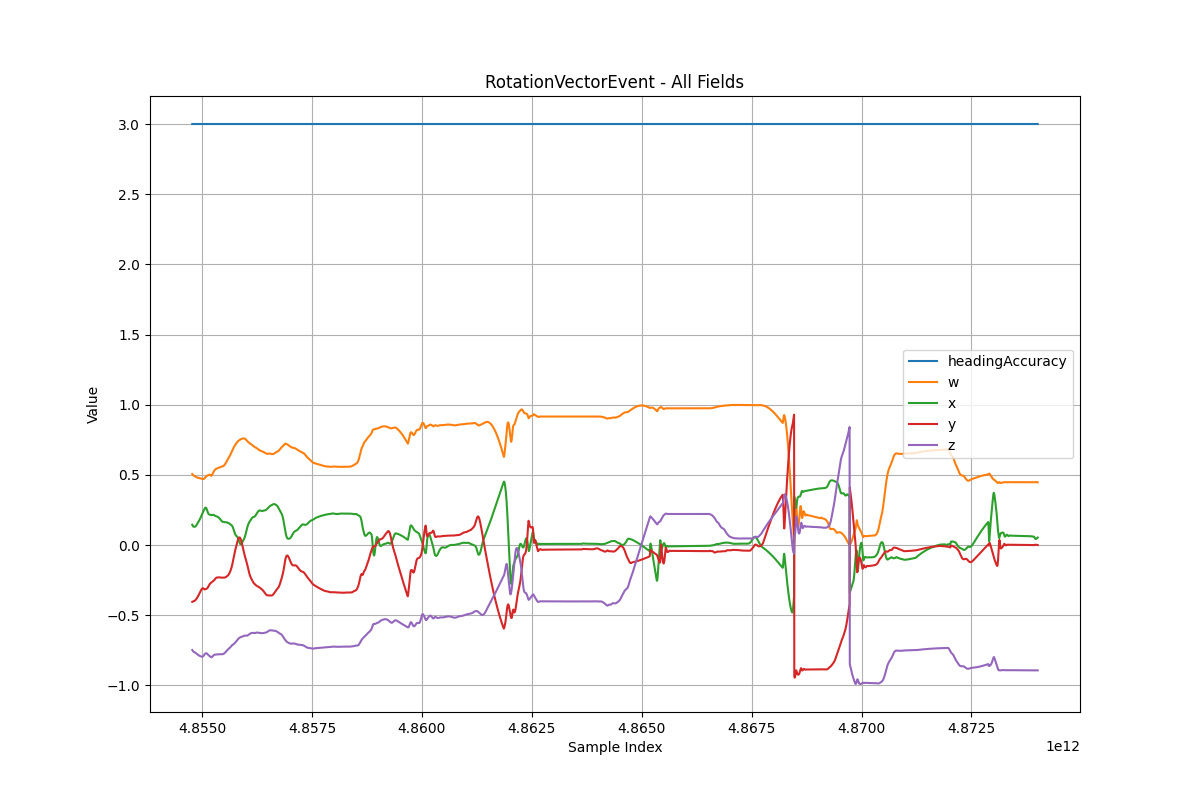 RotationVectorEvent - All Fields
Value
3.0
2.5
2.0
1.5
1.0
0.5
0.0
−0.5
−1.0
headingAccuracy
w
x
y
z
4.8550 4.8575 4.8600 4.8625 4.8650 4.8675 4.8700 4.8725
Sample Index
1e12